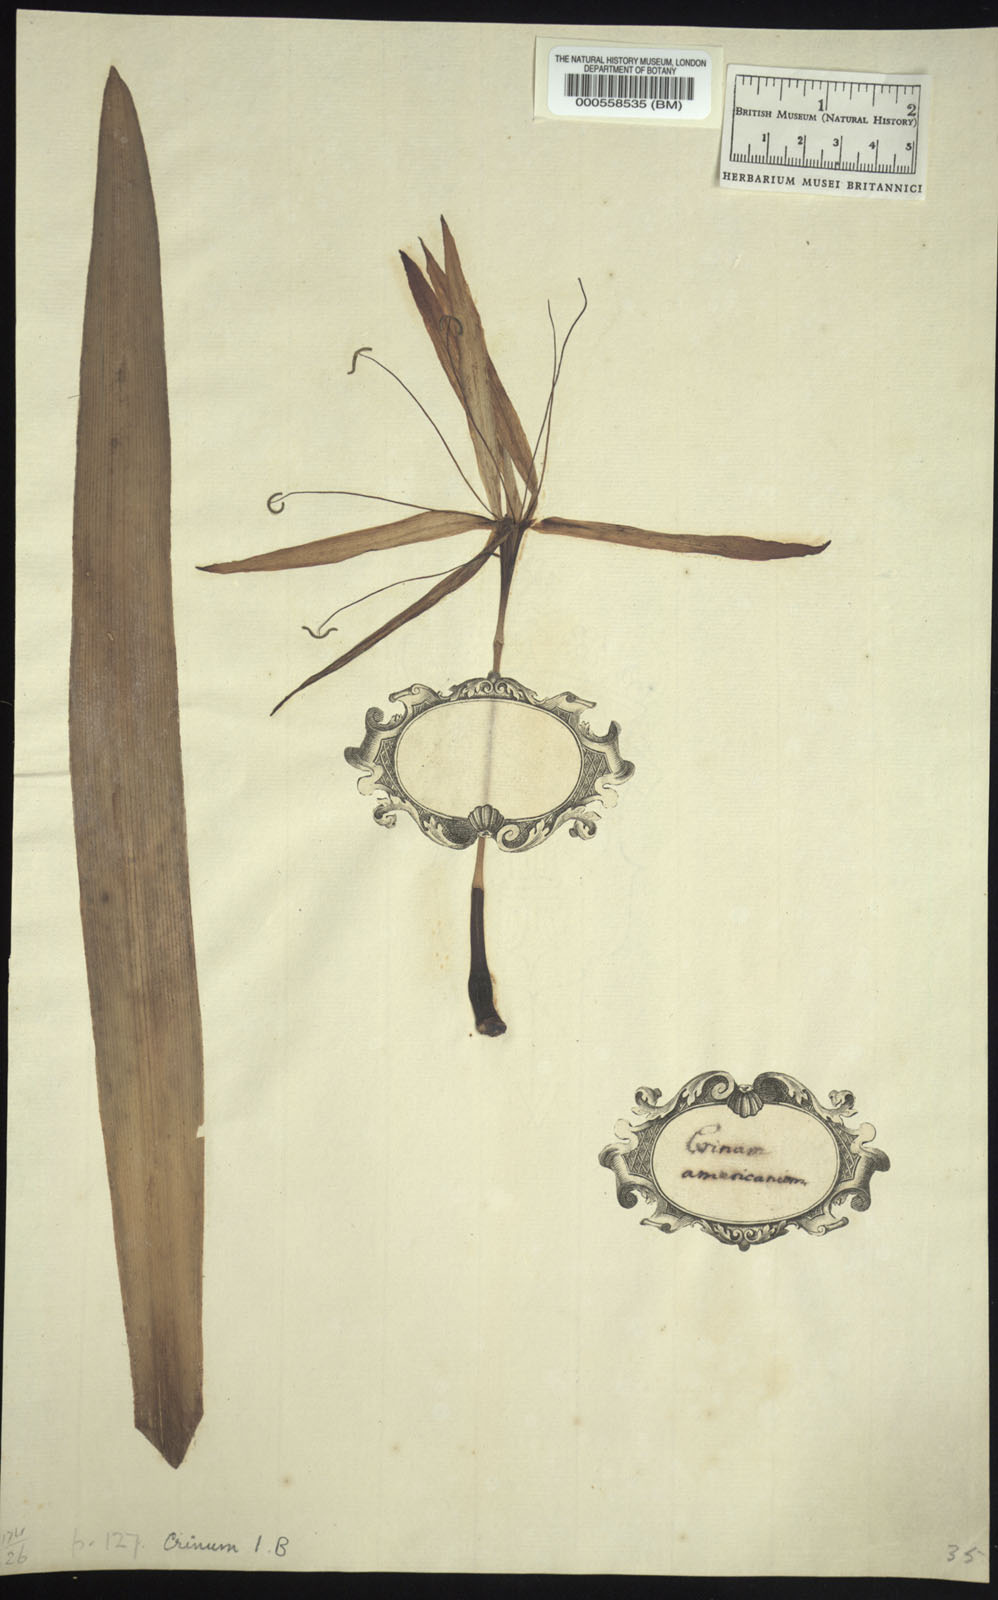 THE NATURAL HISTORY MUSEUM, LONDON
DEPARTMENT OF BOTANY
000558535 (BM)
1 2
BRITISH MUSEUM (NATURAL HISTORY)
1 2 3 4 5
HERBARIUM MUSEI BRITANNICI
Crinum
americanum.
p. 127. Crinum 1. B
26
35